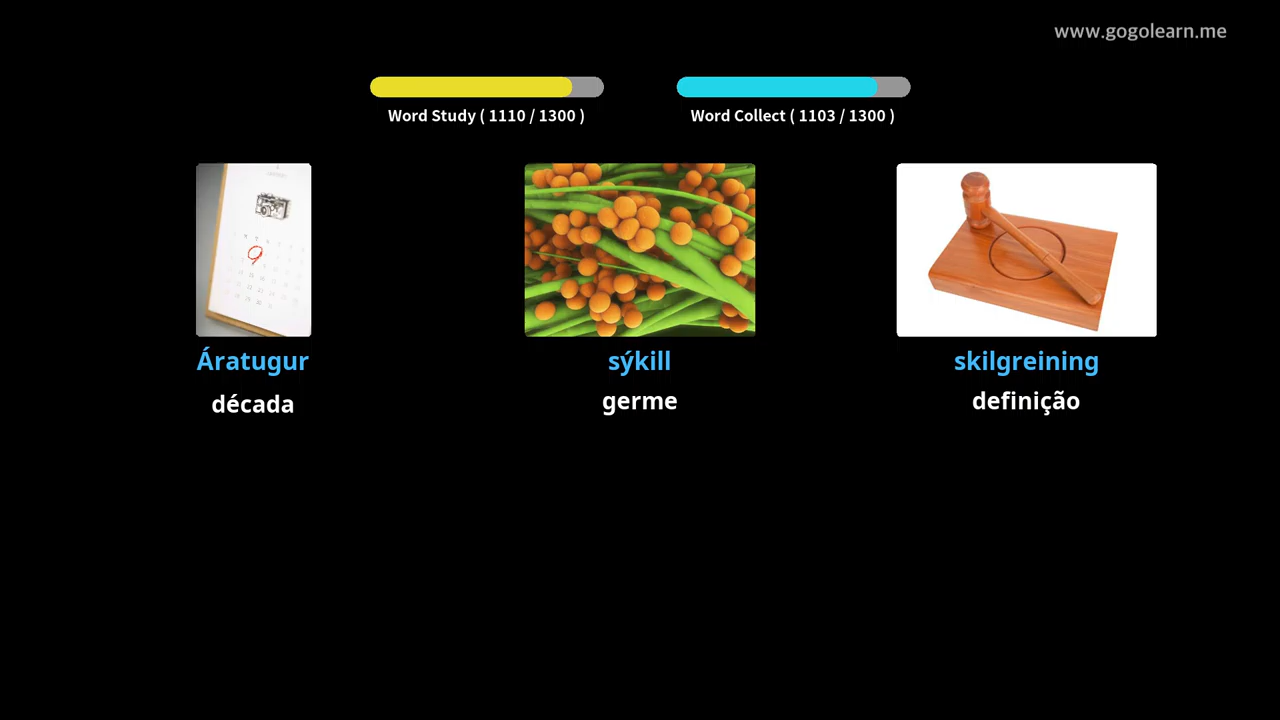 www.gogolearn.me
Word Study ( 1110 / 1300 )
Word Collect ( 1103 / 1300 )
Áratugur
sýkill
skilgreining
década
germe
definição